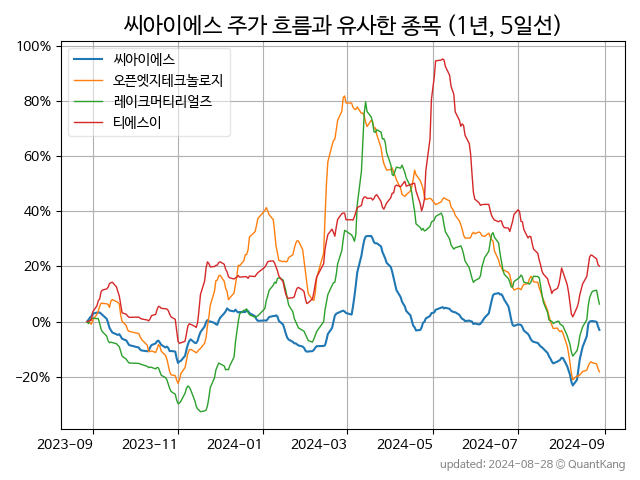 씨아이에스 주가 흐름과 유사한 종목 (1년, 5일선)
100%
80%
60%
40%
20%
0%
−20%
씨아이에스
오픈엣지테크놀로지
레이크머티리얼즈
티에스이
2023-09 2023-11 2024-01 2024-03 2024-05 2024-07 2024-09
updated: 2024-08-28 © QuantKang